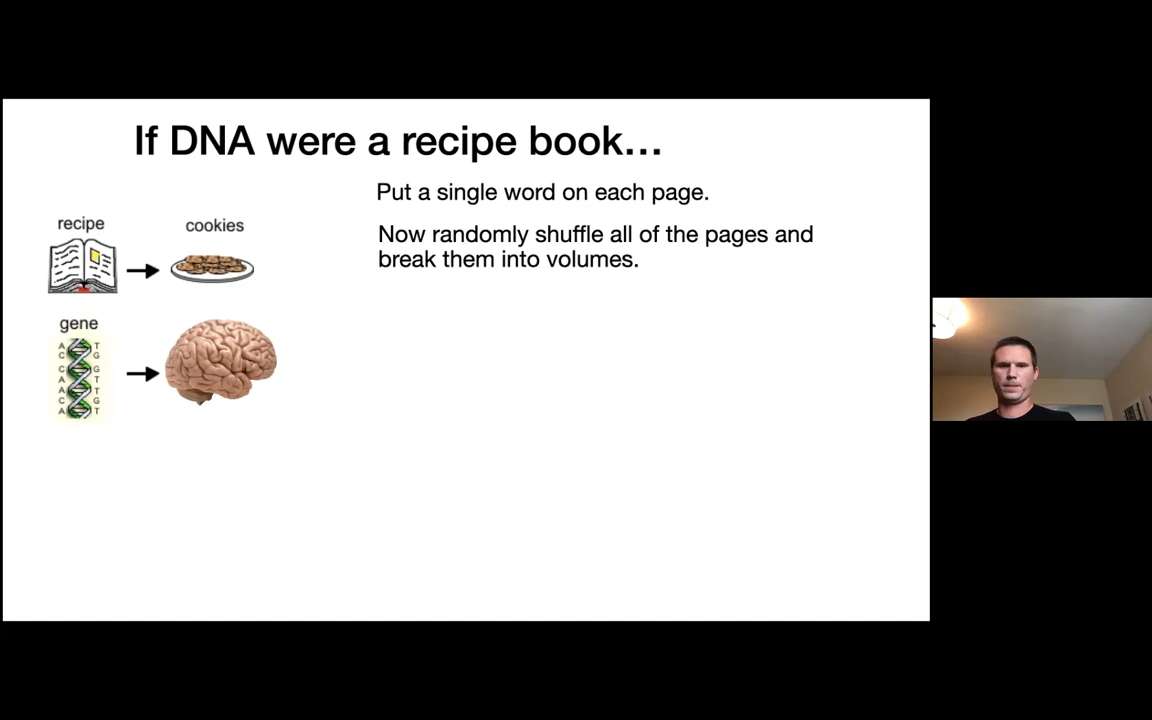 If DNA were a recipe book…
Put a single word on each page.
Now randomly shuffle all of the pages and
break them into volumes.
recipe
cookies
gene
A T
C G
C G
A T
A T
C G
A T